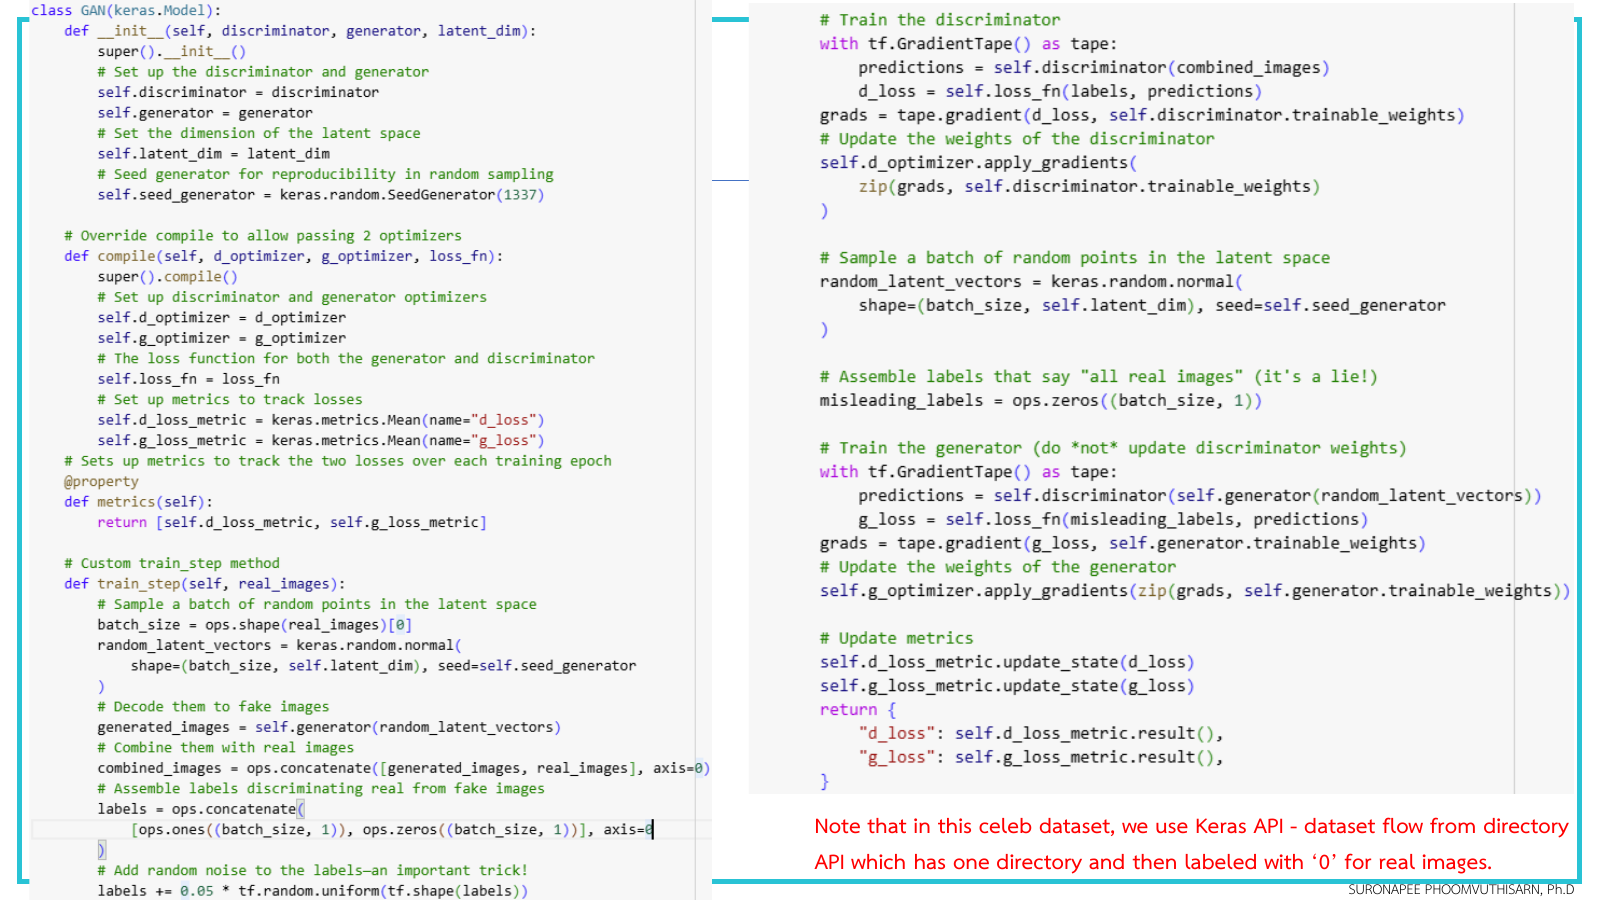 class GAN(keras.Model):
    def __init__(self, discriminator, generator, latent_dim):
        super().__init__()
        # Set up the discriminator and generator
        self.discriminator = discriminator
        self.generator = generator
        # Set the dimension of the latent space
        self.latent_dim = latent_dim
        # Seed generator for reproducibility in random sampling
        self.seed_generator = keras.random.SeedGenerator(1337)

    # Override compile to allow passing 2 optimizers
    def compile(self, d_optimizer, g_optimizer, loss_fn):
        super().compile()
        # Set up discriminator and generator optimizers
        self.d_optimizer = d_optimizer
        self.g_optimizer = g_optimizer
        # The loss function for both the generator and discriminator
        self.loss_fn = loss_fn
        # Set up metrics to track losses
        self.d_loss_metric = keras.metrics.Mean(name="d_loss")
        self.g_loss_metric = keras.metrics.Mean(name="g_loss")
    # Sets up metrics to track the two losses over each training epoch
    @property
    def metrics(self):
        return [self.d_loss_metric, self.g_loss_metric]

    # Custom train_step method
    def train_step(self, real_images):
        # Sample a batch of random points in the latent space
        batch_size = ops.shape(real_images)[0]
        random_latent_vectors = keras.random.normal(
            shape=(batch_size, self.latent_dim), seed=self.seed_generator
        )
        # Decode them to fake images
        generated_images = self.generator(random_latent_vectors)
        # Combine them with real images
        combined_images = ops.concatenate([generated_images, real_images], axis=0)
        # Assemble labels discriminating real from fake images
        labels = ops.concatenate(
            [ops.ones((batch_size, 1)), ops.zeros((batch_size, 1))], axis=0
        )
        # Add random noise to the labels—an important trick!
        labels += 0.05 * tf.random.uniform(tf.shape(labels))
# Train the discriminator
with tf.GradientTape() as tape:
    predictions = self.discriminator(combined_images)
    d_loss = self.loss_fn(labels, predictions)
grads = tape.gradient(d_loss, self.discriminator.trainable_weights)
# Update the weights of the discriminator
self.d_optimizer.apply_gradients(
    zip(grads, self.discriminator.trainable_weights)
)

# Sample a batch of random points in the latent space
random_latent_vectors = keras.random.normal(
    shape=(batch_size, self.latent_dim), seed=self.seed_generator
)

# Assemble labels that say "all real images" (it's a lie!)
misleading_labels = ops.zeros((batch_size, 1))

# Train the generator (do *not* update discriminator weights)
with tf.GradientTape() as tape:
    predictions = self.discriminator(self.generator(random_latent_vectors))
    g_loss = self.loss_fn(misleading_labels, predictions)
grads = tape.gradient(g_loss, self.generator.trainable_weights)
# Update the weights of the generator
self.g_optimizer.apply_gradients(zip(grads, self.generator.trainable_weights))

# Update metrics
self.d_loss_metric.update_state(d_loss)
self.g_loss_metric.update_state(g_loss)
return {
    "d_loss": self.d_loss_metric.result(),
    "g_loss": self.g_loss_metric.result(),
}
Note that in this celeb dataset, we use Keras API - dataset flow from directory
API which has one directory and then labeled with ‘0’ for real images.
SURONAPEE PHOOMVUTHISARN, Ph.D